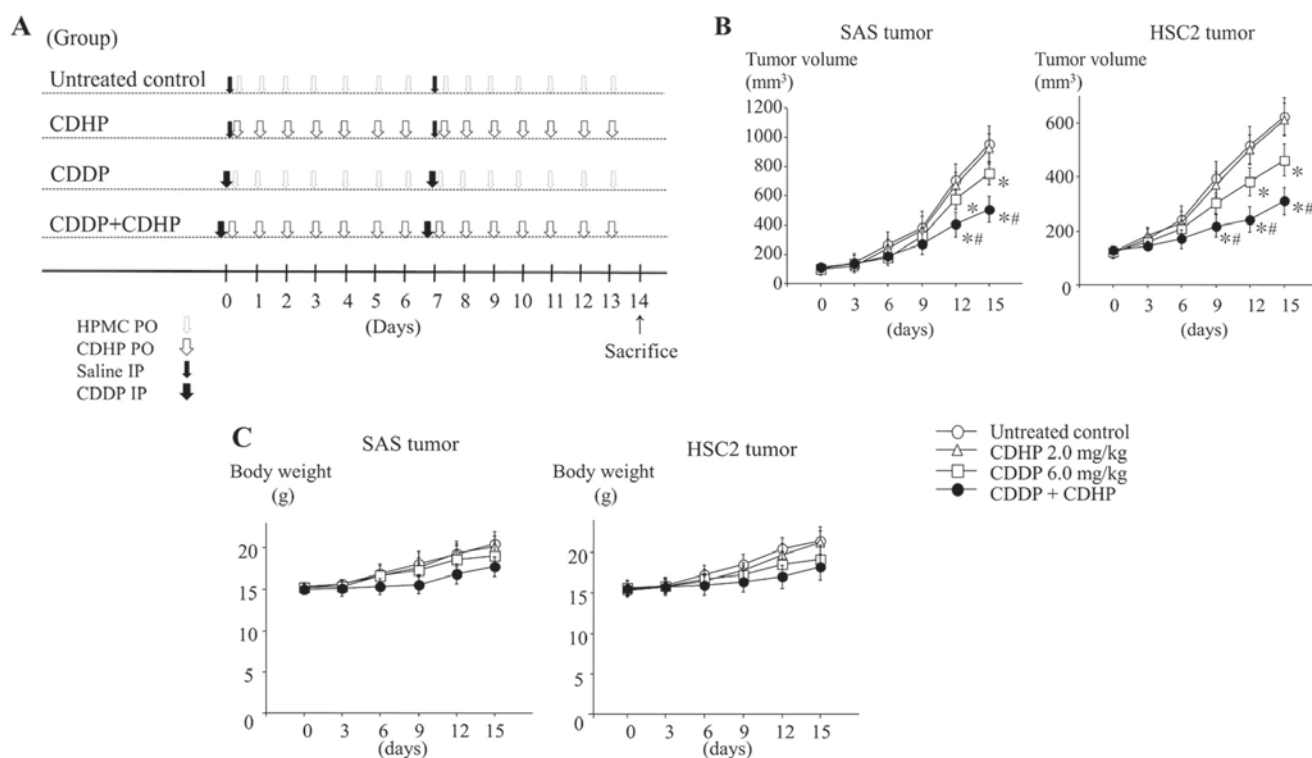 A
(Group)
Untreated control
CDHP
CDDP
CDDP+CDHP
0 1 2 3 4 5 6 7 8 9 10 11 12 13 14
(Days)
Sacrifice
HPMC PO
CDHP PO
Saline IP
CDDP IP
B
SAS tumor
Tumor volume
(mm³)
1200
1000
800
600
400
200
0
* *
*# *#
0 3 6 9 12 15
(days)
HSC2 tumor
Tumor volume
(mm³)
600
400
200
0
* *
*# *# *#
0 3 6 9 12 15
(days)
C
SAS tumor
Body weight
(g)
20
15
10
5
0
0 3 6 9 12 15
(days)
HSC2 tumor
Body weight
(g)
20
15
10
5
0
0 3 6 9 12 15
(days)
Untreated control
CDHP 2.0 mg/kg
CDDP 6.0 mg/kg
CDDP + CDHP